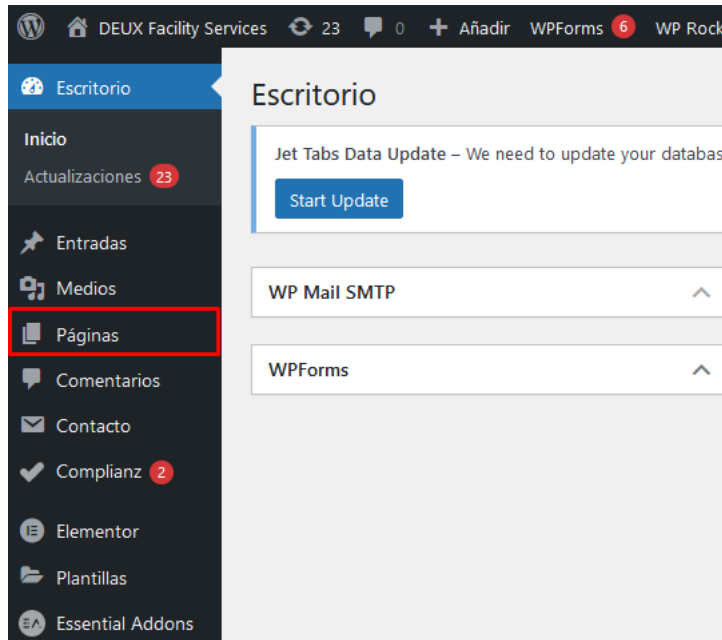 DEUX Facility Services 23 0 + Añadir WPForms 6 WP Rock
Escritorio
Inicio
Actualizaciones 23
Entradas
Medios
Páginas
Comentarios
Contacto
Complianz 2
Elementor
Plantillas
Essential Addons
Escritorio
Jet Tabs Data Update – We need to update your databas
Start Update
WP Mail SMTP
WPForms